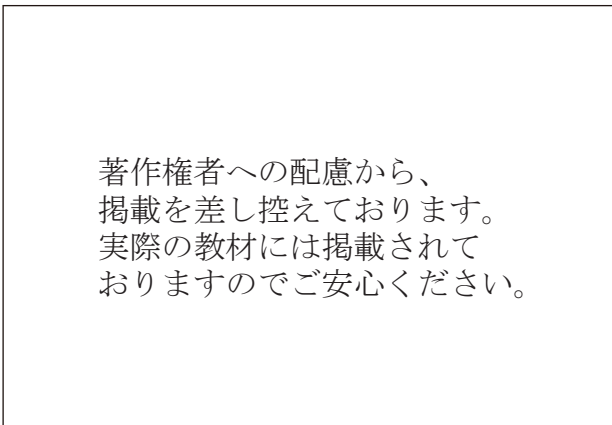 著作権者への配慮から、
掲載を差し控えております。
実際の教材には掲載されて
おりますのでご安心ください。